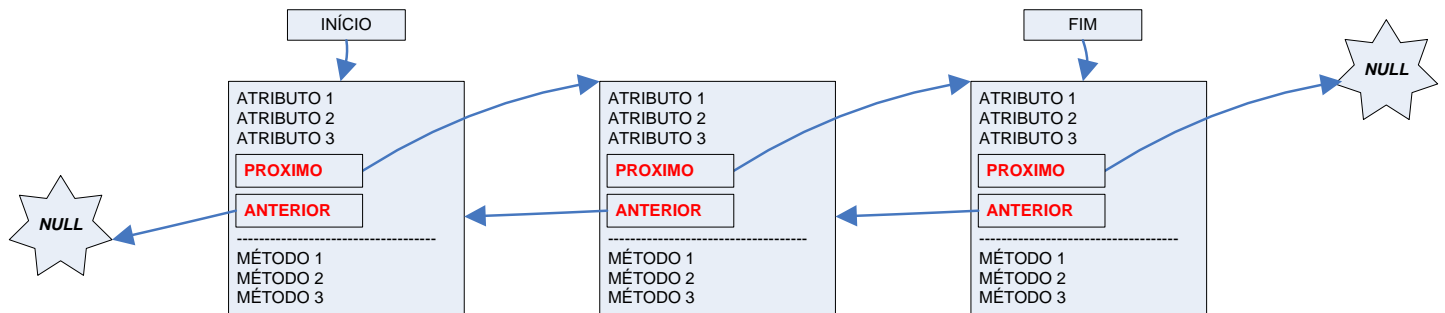 INÍCIO
FIM
NULL
ATRIBUTO 1
ATRIBUTO 2
ATRIBUTO 3
PROXIMO
ANTERIOR
----------------------------------
MÉTODO 1
MÉTODO 2
MÉTODO 3
ATRIBUTO 1
ATRIBUTO 2
ATRIBUTO 3
PROXIMO
ANTERIOR
----------------------------------
MÉTODO 1
MÉTODO 2
MÉTODO 3
ATRIBUTO 1
ATRIBUTO 2
ATRIBUTO 3
PROXIMO
ANTERIOR
----------------------------------
MÉTODO 1
MÉTODO 2
MÉTODO 3
NULL